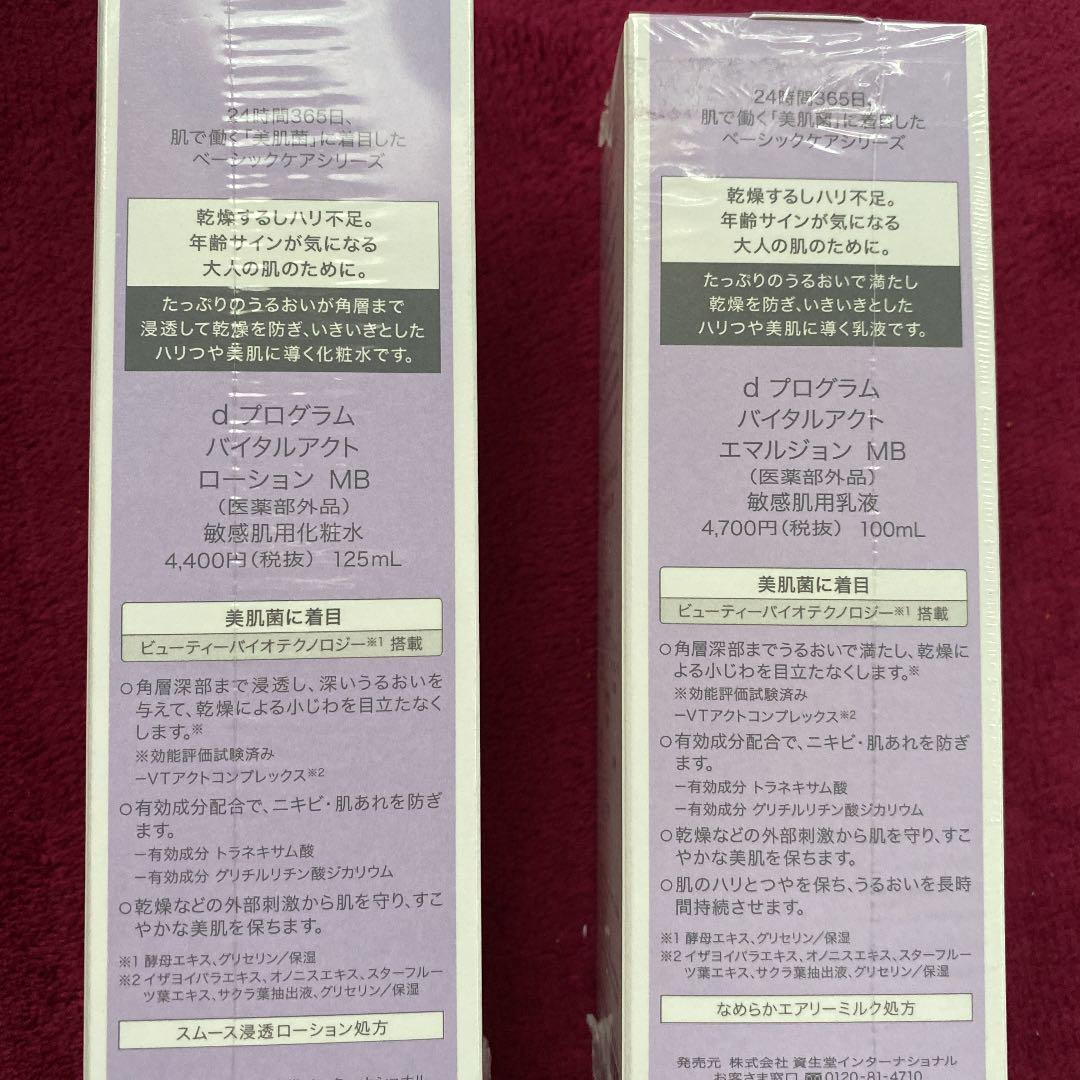 24時間365日、
肌で働く「美肌菌」に着目した
ベーシックケアシリーズ
乾燥するしハリ不足。
年齢サインが気になる
大人の肌のために。
たっぷりのうるおいが角層まで
浸透して乾燥を防ぎ、いきいきとした
ハリつや美肌に導く化粧水です。
d プログラム
バイタルアクト
ローション MB
（医薬部外品）
敏感肌用化粧水
4,400円（税抜） 125mL
美肌菌に着目
ビューティーバイオテクノロジー※1 搭載
○角層深部まで浸透し、深いうるおいを
与えて、乾燥による小じわを目立たなく
します。※
※効能評価試験済み
−VTアクトコンプレックス※2
○有効成分配合で、ニキビ・肌あれを防ぎ
ます。
−有効成分 トラネキサム酸
−有効成分 グリチルリチン酸ジカリウム
○乾燥などの外部刺激から肌を守り、すこ
やかな美肌を保ちます。
※1 酵母エキス、グリセリン/保湿
※2 イザヨイバラエキス、オノニスエキス、スターフルー
ツ葉エキス、サクラ葉抽出液、グリセリン/保湿
スムース浸透ローション処方
24時間365日、
肌で働く「美肌菌」に着目した
ベーシックケアシリーズ
乾燥するしハリ不足。
年齢サインが気になる
大人の肌のために。
たっぷりのうるおいで満たし
乾燥を防ぎ、いきいきとした
ハリつや美肌に導く乳液です。
d プログラム
バイタルアクト
エマルジョン MB
（医薬部外品）
敏感肌用乳液
4,700円（税抜） 100mL
美肌菌に着目
ビューティーバイオテクノロジー※1 搭載
○角層深部までうるおいで満たし、乾燥に
よる小じわを目立たなくします。※
※効能評価試験済み
−VTアクトコンプレックス※2
○有効成分配合で、ニキビ・肌あれを防ぎ
ます。
−有効成分 トラネキサム酸
−有効成分 グリチルリチン酸ジカリウム
○乾燥などの外部刺激から肌を守り、すこ
やかな美肌を保ちます。
○肌のハリとつやを保ち、うるおいを長時
間持続させます。
※1 酵母エキス、グリセリン/保湿
※2 イザヨイバラエキス、オノニスエキス、スターフルー
ツ葉エキス、サクラ葉抽出液、グリセリン/保湿
なめらかエアリーミルク処方
発売元 株式会社 資生堂インターナショナル
お客さま窓口 0120-81-4710